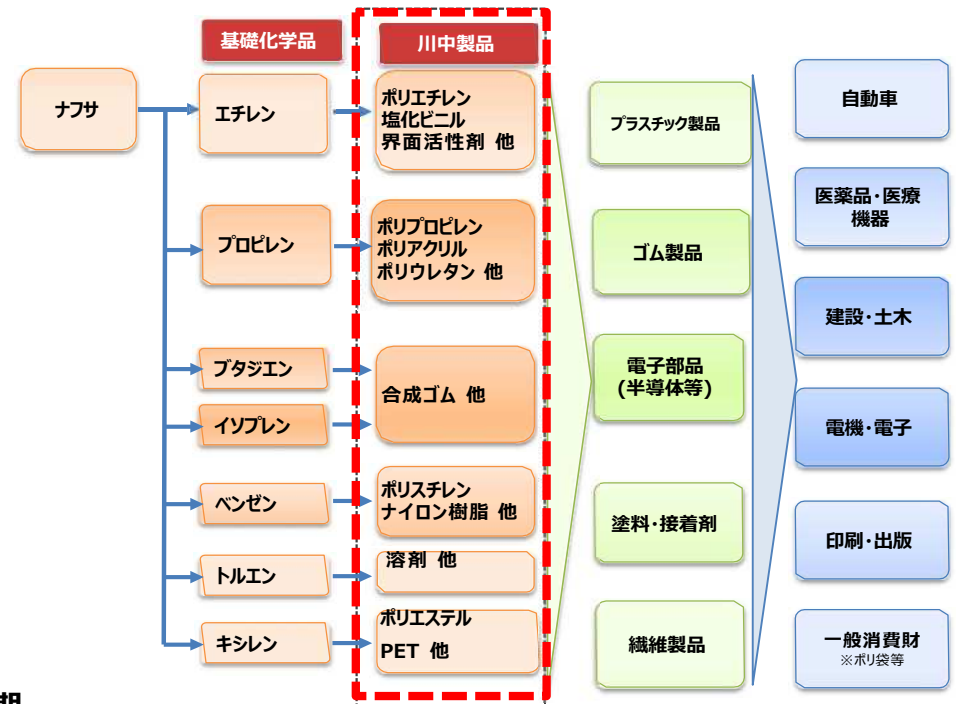 基礎化学品
川中製品
ナフサ
エチレン
ポリエチレン
塩化ビニル
界面活性剤 他
プロピレン
ポリプロピレン
ポリアクリル
ポリウレタン 他
ブタジエン
イソプレン
合成ゴム 他
ベンゼン
ポリスチレン
ナイロン樹脂 他
トルエン
溶剤 他
キシレン
ポリエステル
PET 他
プラスチック製品
ゴム製品
電子部品
(半導体等)
塗料・接着剤
繊維製品
自動車
医薬品・医療
機器
建設・土木
電機・電子
印刷・出版
一般消費財
※ポリ袋等